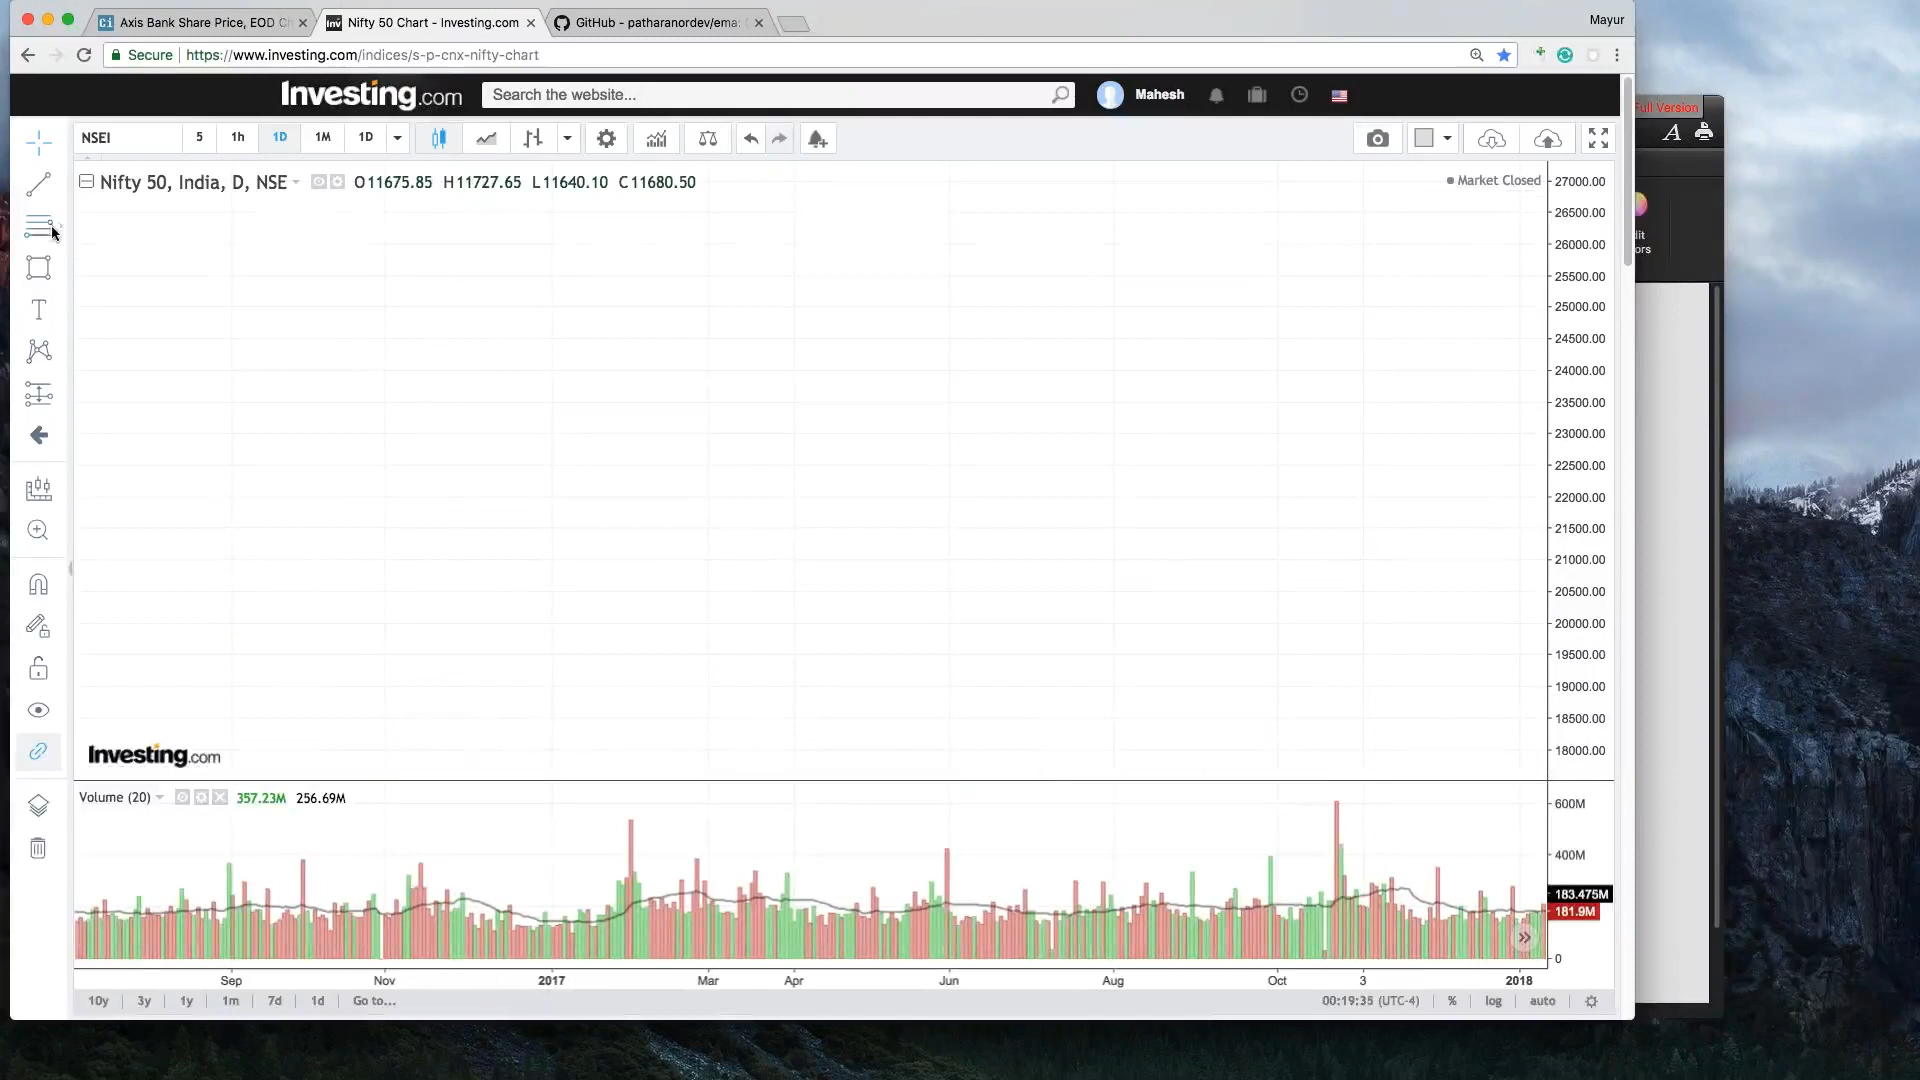 Axis Bank Share Price, EOD C
Nifty 50 Chart - Investing.com
GitHub - patharanordev/ema:
Mayur
Secure
https://www.investing.com/indices/s-p-cnx-nifty-chart
Investing.com
Search the website...
Mahesh
Full Version
NSEI
5
1h
1D
1M
1D
Nifty 50, India, D, NSE
O11675.85
H11727.65
L11640.10
C11680.50
Market Closed
27000.00
26500.00
26000.00
25500.00
25000.00
24500.00
24000.00
23500.00
23000.00
22500.00
22000.00
21500.00
21000.00
20500.00
20000.00
19500.00
19000.00
18500.00
18000.00
Investing.com
Volume (20)
357.23M
256.69M
600M
400M
183.475M
181.9M
0
Sep
Nov
2017
Mar
Apr
Jun
Aug
Oct
3
2018
10y
3y
1y
1m
7d
1d
Go to...
00:19:35 (UTC-4)
%
log
auto